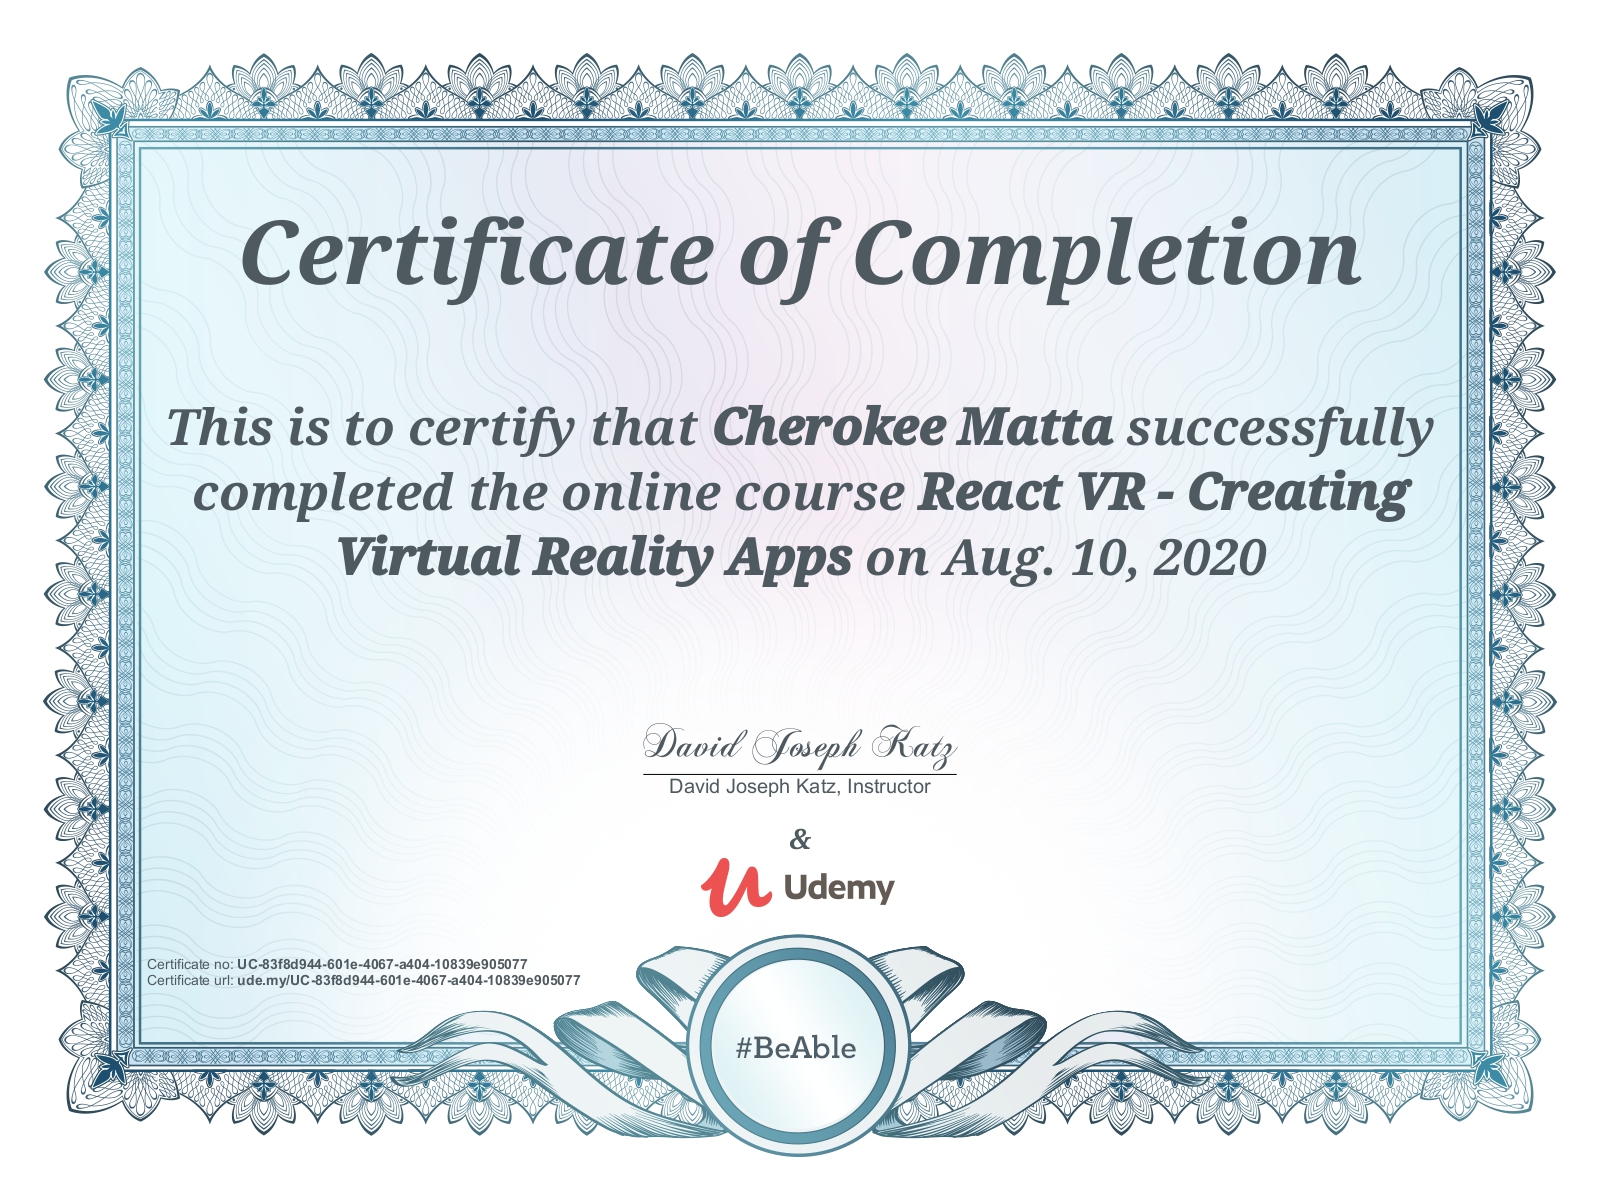 Certificate of Completion
This is to certify that Cherokee Matta successfully
completed the online course React VR - Creating
Virtual Reality Apps on Aug. 10, 2020
David Joseph Katz
David Joseph Katz, Instructor
&
Udemy
Certificate no: UC-83f8d944-601e-4067-a404-10839e905077
Certificate url: ude.my/UC-83f8d944-601e-4067-a404-10839e905077
#BeAble